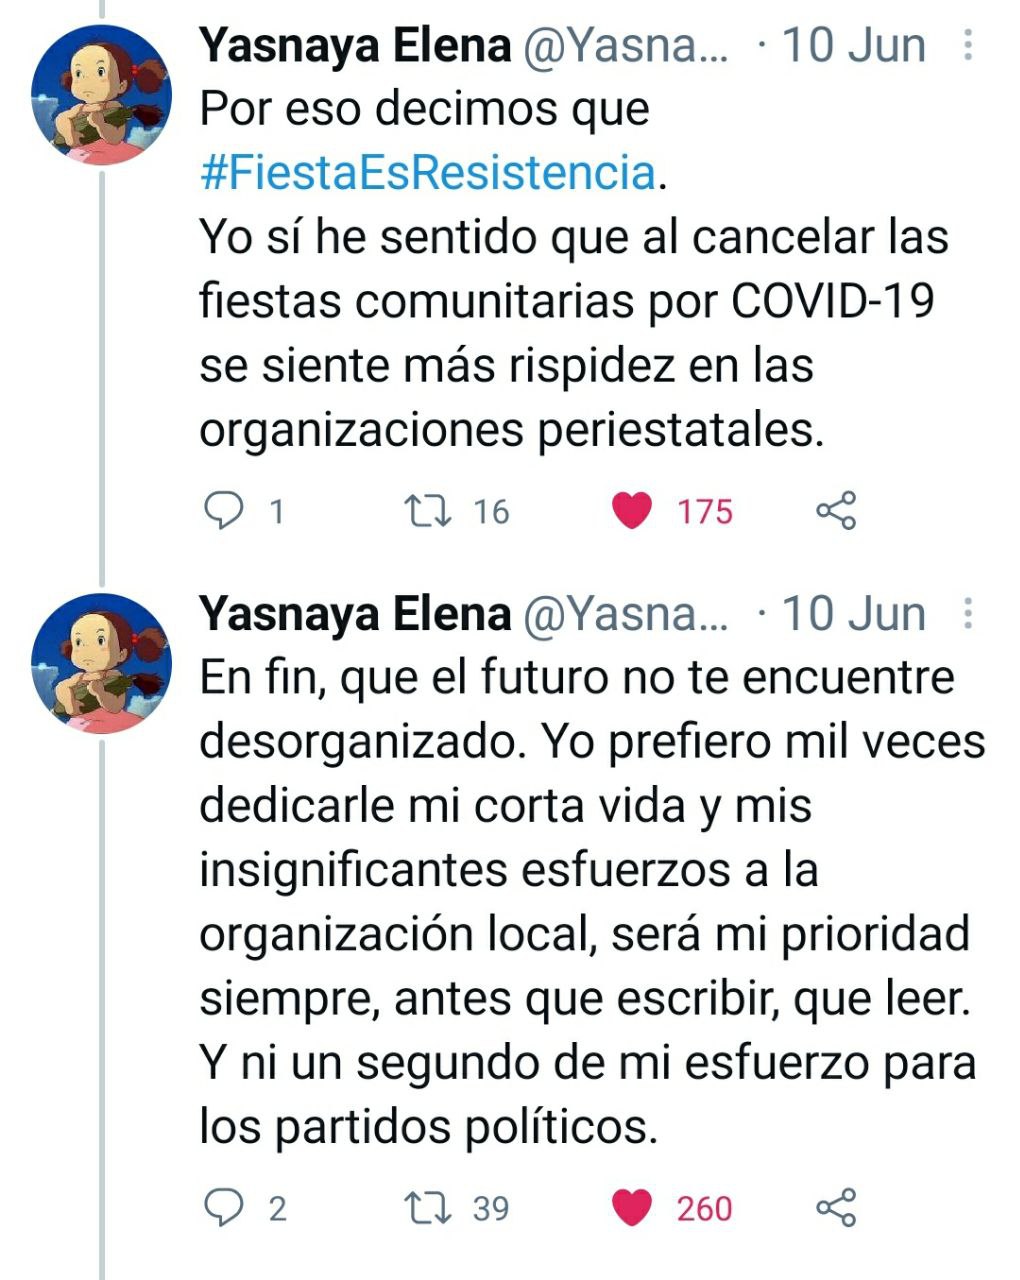 Yasnaya Elena @Yasna... · 10 Jun
Por eso decimos que
#FiestaEsResistencia.
Yo sí he sentido que al cancelar las
fiestas comunitarias por COVID-19
se siente más rispidez en las
organizaciones periestatales.
1 16 175
Yasnaya Elena @Yasna... · 10 Jun
En fin, que el futuro no te encuentre
desorganizado. Yo prefiero mil veces
dedicarle mi corta vida y mis
insignificantes esfuerzos a la
organización local, será mi prioridad
siempre, antes que escribir, que leer.
Y ni un segundo de mi esfuerzo para
los partidos políticos.
2 39 260